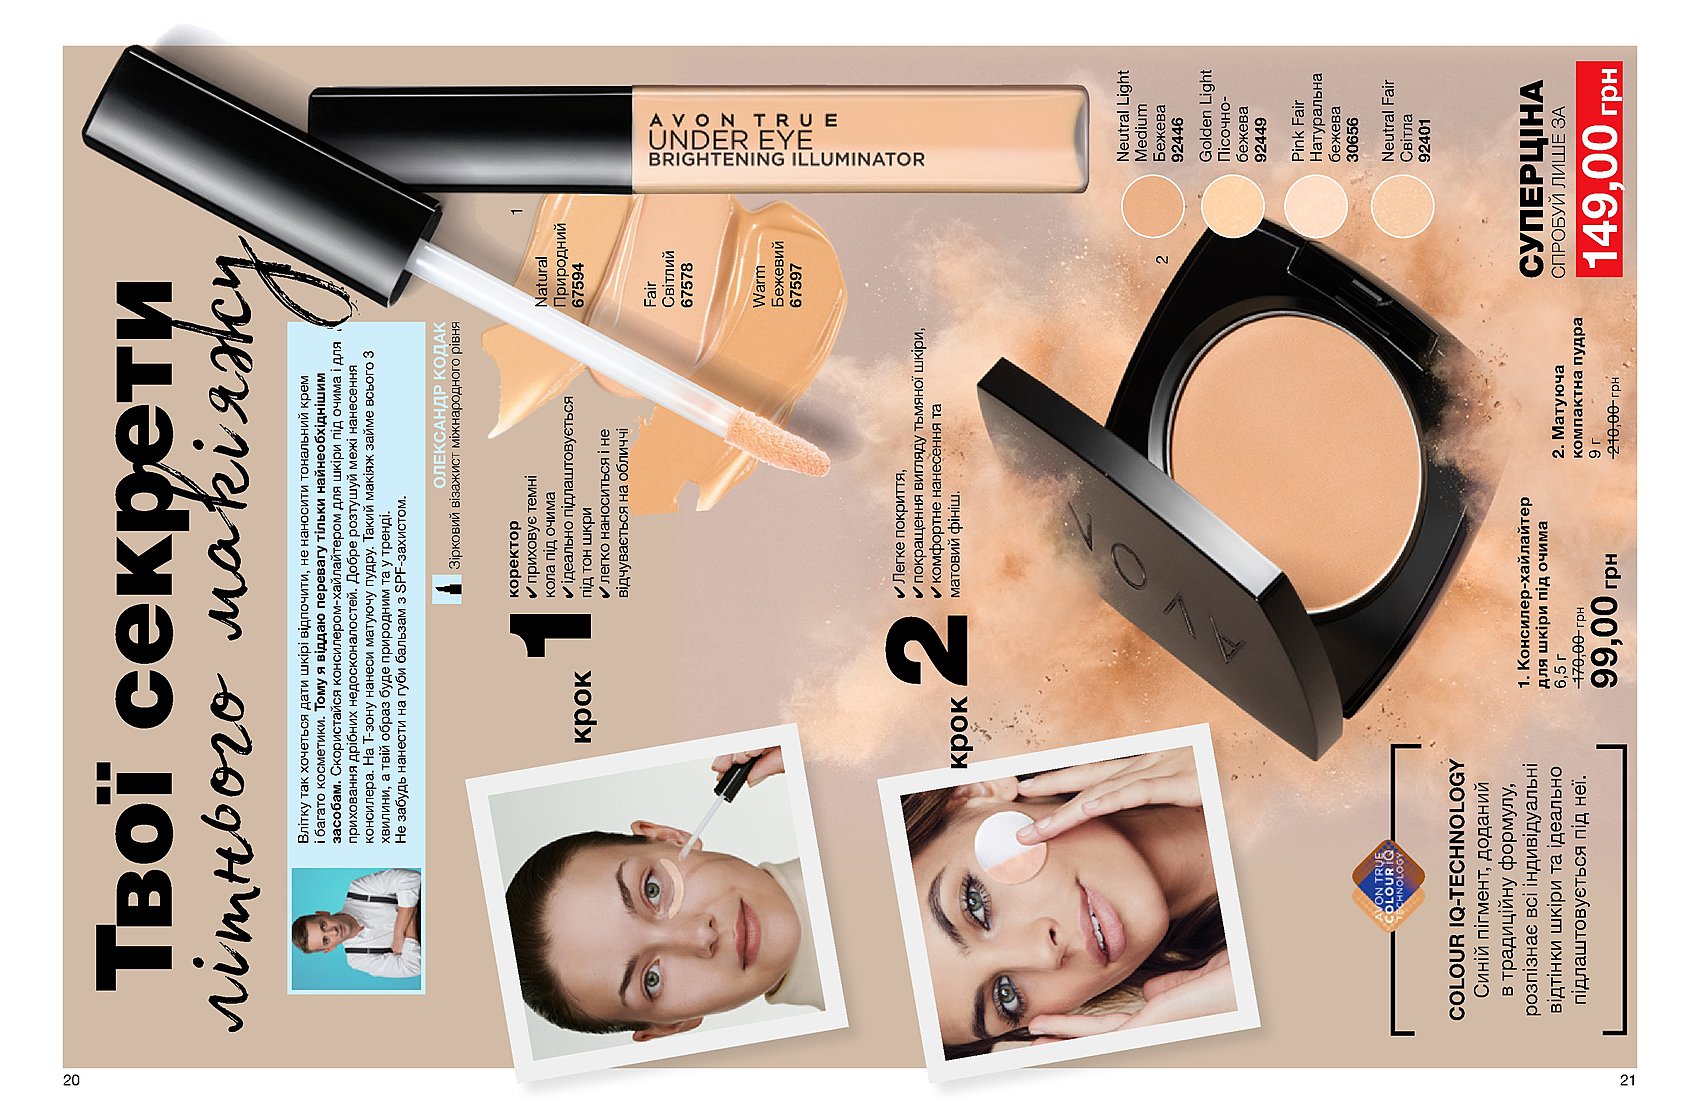 Твої секрети
літнього макіяжу
Влітку так хочеться дати шкірі відпочити, не наносити тональний крем
і багато косметики. Тому я віддаю перевагу тільки найнеобхіднішим
засобам. Скористайся консилером-хайлайтером для шкіри під очима і для
приховання дрібних недосконалостей. Добре розтушуй межі нанесення
консилера. На Т-зону нанеси матуючу пудру. Такий макіяж займе всього 3
хвилини, а твій образ буде природним та у тренді.
Не забудь нанести на губи бальзам з SPF-захистом.
ОЛЕКСАНДР КОДАК
Зірковий візажист міжнародного рівня
крок 1
коректор
✔ приховує темні
кола під очима
✔ ідеально підлаштовується
під тон шкри
✔ легко наноситься і не
відчувається на обличчі
1
Natural
Природний
67594
Fair
Світлий
67578
Warm
Бежевий
67597
AVON TRUE
UNDER EYE
BRIGHTENING ILLUMINATOR
крок 2
✔ Легке покриття,
✔ покращення вигляду тьмяної шкіри,
✔ комфортне нанесення та
матовий фініш.
AVON
2
Neutral Light
Medium
Бежева
92446
Golden Light
Пісочно-
бежева
92449
Pink Fair
Натуральна
бежева
30656
Neutral Fair
Світла
92401
AVON TRUE
COLOUR IQ
TECHNOLOGY
COLOUR IQ-TECHNOLOGY
Синій пігмент, доданий
в традиційну формулу,
розпізнає всі індивідуальні
відтінки шкіри та ідеально
підлаштовується під неї.
1. Консилер-хайлайтер
для шкіри під очима
6,5 г
170,00 грн
99,00 грн
2. Матуюча
компактна пудра
9 г
210,00 грн
СУПЕРЦІНА
СПРОБУЙ ЛИШЕ ЗА
149,00 грн
20
21